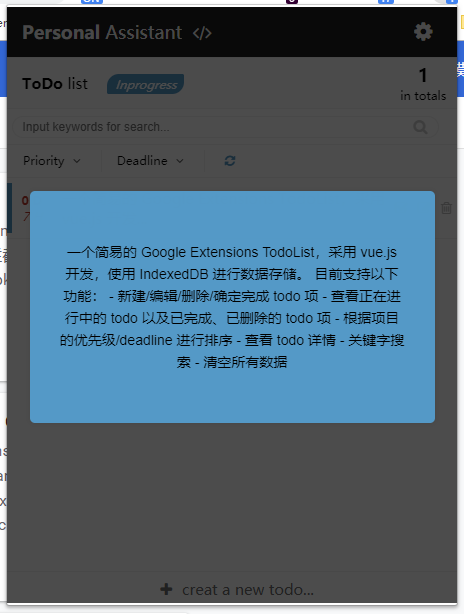 Personal Assistant </>
ToDo list Inprogress 1
in totals
Input keywords for search...
Priority Deadline
0
一个简易的 Google Extensions TodoList，采用 vue.js
开发，使用 IndexedDB 进行数据存储。 目前支持以下
功能： - 新建/编辑/删除/确定完成 todo 项 - 查看正在进
行中的 todo 以及已完成、已删除的 todo 项 - 根据项目
的优先级/deadline 进行排序 - 查看 todo 详情 - 关键字搜
索 - 清空所有数据
creat a new todo...